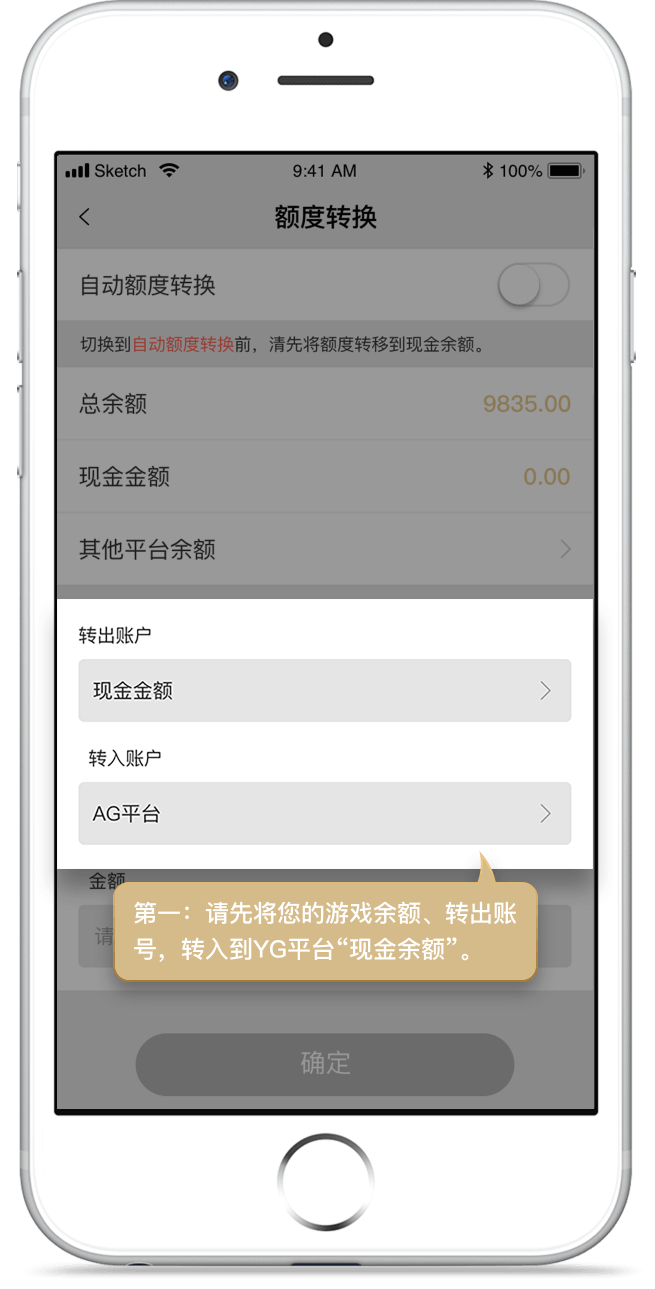 Sketch 9:41 AM 100%
额度转换
自动额度转换
切换到自动额度转换前，清先将额度转移到现金余额。
总余额 9835.00
现金金额 0.00
其他平台余额
转出账户
现金金额
转入账户
AG平台
金额
请
第一：请先将您的游戏余额、转出账
号，转入到YG平台“现金余额”。
确定